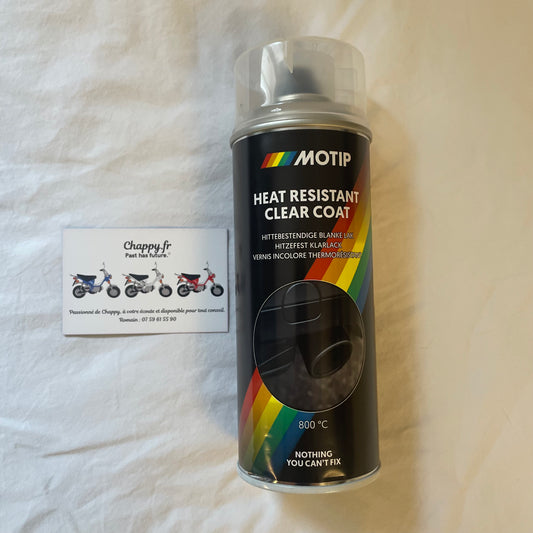 Chappy.fr
Past has future.
Passionné de Chappy, à votre écoute et disponible pour tout conseil.
Romain : 07 59 61 55 90
MOTIP
HEAT RESISTANT
CLEAR COAT
HITTEBESTENDIGE BLANKE LAK
HITZEFEST KLARLACK
VERNIS INCOLORE THERMORÉSISTANT
800 °C
NOTHING
YOU CAN'T FIX